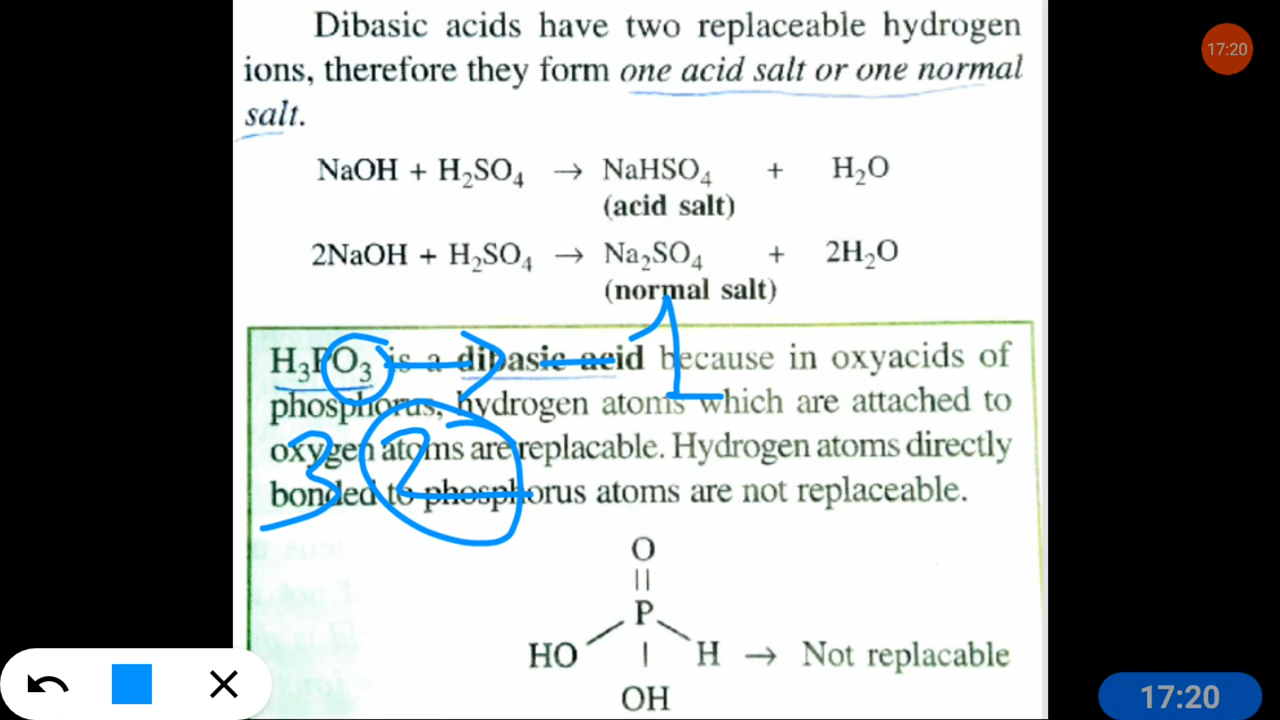 Dibasic acids have two replaceable hydrogen
17:20
ions, therefore they form one acid salt or one normal
salt.
NaOH + H₂SO₄ → NaHSO₄ + H₂O
(acid salt)
2NaOH + H₂SO₄ → Na₂SO₄ + 2H₂O
(normal salt)
1
H₃PO₃ is a dibasic acid because in oxyacids of
phosphorus, hydrogen atoms which are attached to
oxygen atoms are replacable. Hydrogen atoms directly
3 2
bonded to phosphorus atoms are not replaceable.
O
||
P
HO | H → Not replacable
OH
17:20